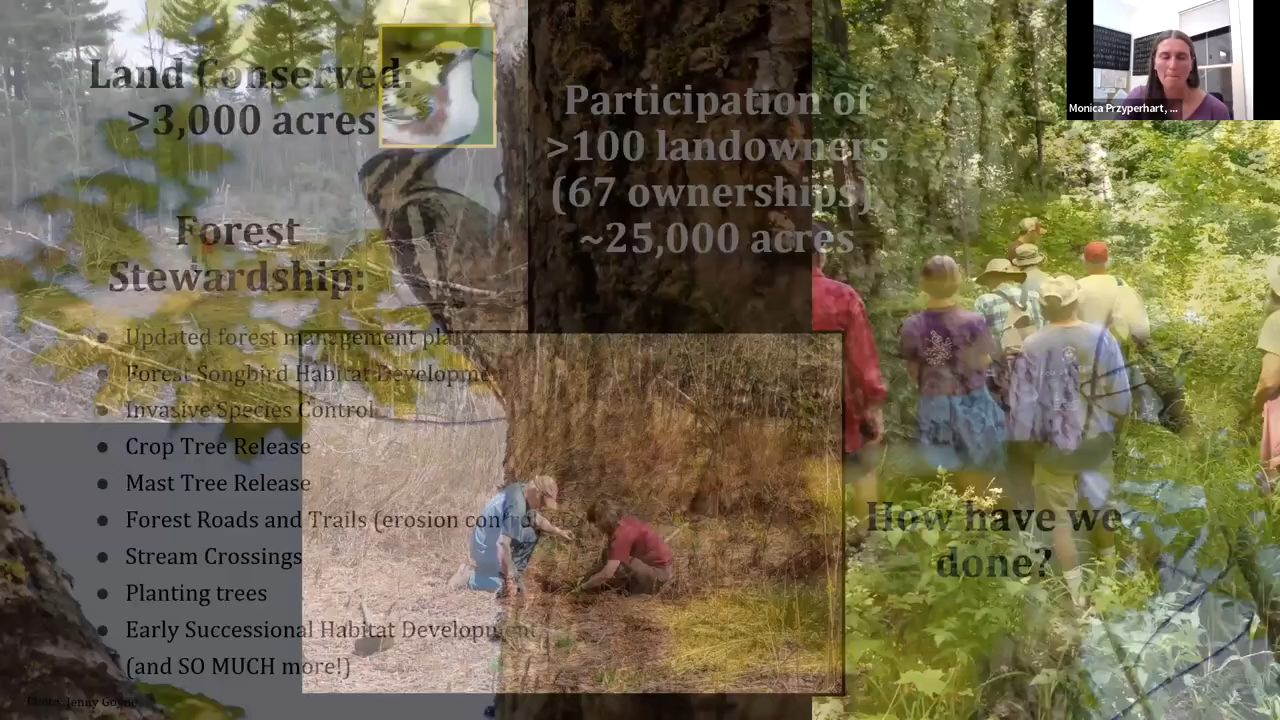 Land Conserved:
>3,000 acres
Forest
Stewardship:
● Updated forest management plans
● Forest Songbird Habitat Development
● Invasive Species Control
● Crop Tree Release
● Mast Tree Release
● Forest Roads and Trails (erosion control
● Stream Crossings
● Planting trees
● Early Successional Habitat Development
● (and SO MUCH more!)
Photo: Jenny Goyne
Participation of
>100 landowners
(67 ownerships)
~25,000 acres
How have we
done?
Monica Przyperhart, ...